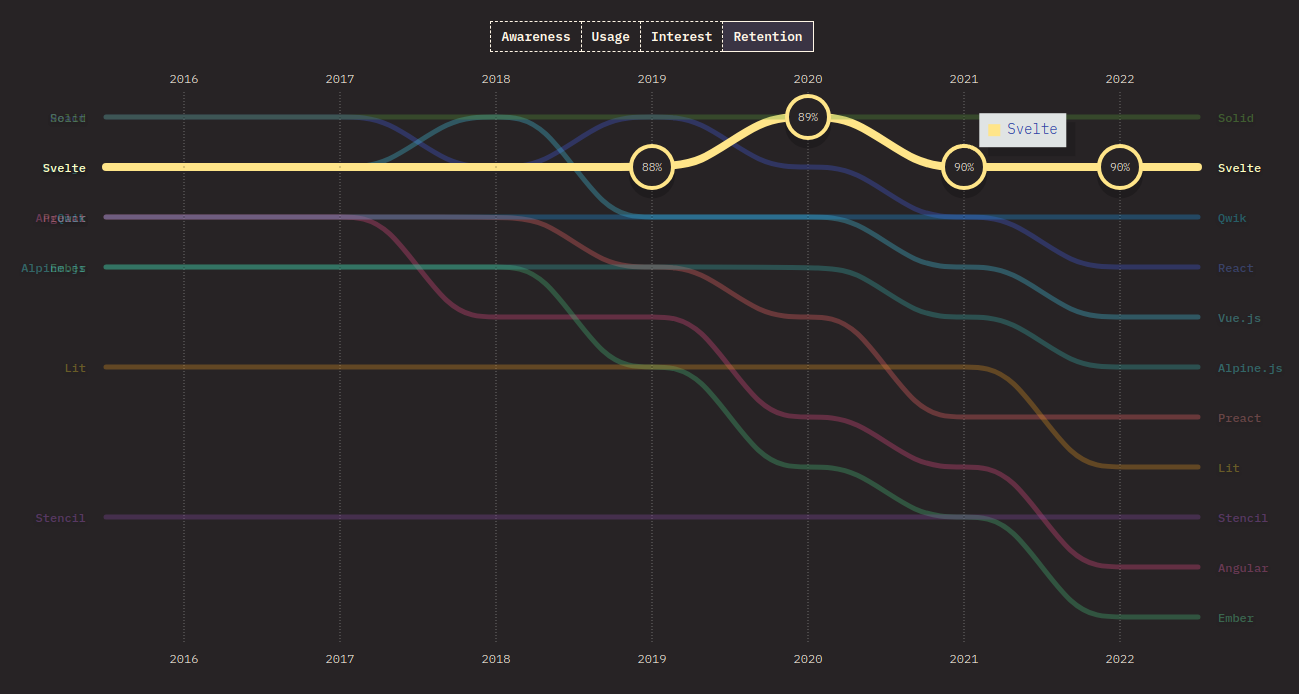 Awareness Usage Interest Retention
2016 2017 2018 2019 2020 2021 2022
89%
Solid Solid
Svelte
88% 90% 90%
Svelte Svelte
Qwik
React
Vue.js
Lit Alpine.js
Preact
Lit
Stencil Stencil
Angular
Ember
2016 2017 2018 2019 2020 2021 2022